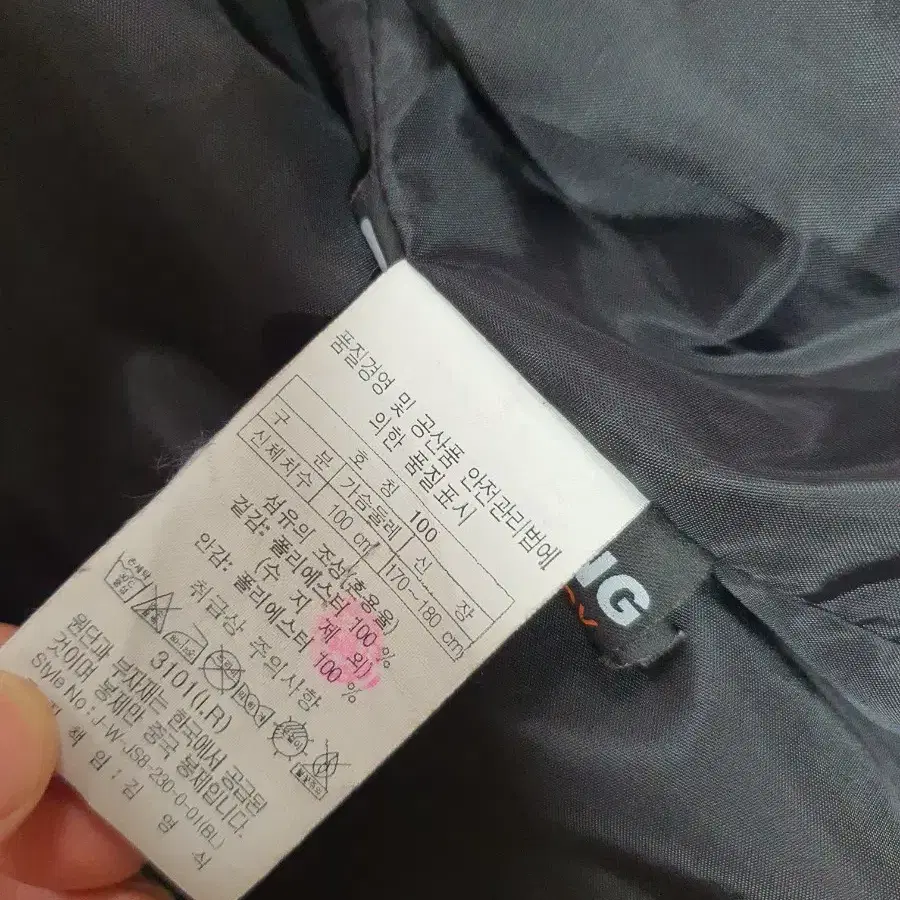 품질경영 및 공산품 안전관리법에
의한 품질표시
구 분 호 칭 100
신체치수 가슴둘레 신 장
100 cm 170~180 cm
섬유의 조성(혼용율)
겉감: 폴리에스터 100 %
(수 지 제 외)
안감: 폴리에스터 100 %
취급상 주의사항
3101(I.R)
원단과 부자재는 한국에서 공급된
것이며 봉제만 중국 봉제입니다.
Style No : J-W-JS8-230-0-01(BL)
책 임 : 김 영 식
NG